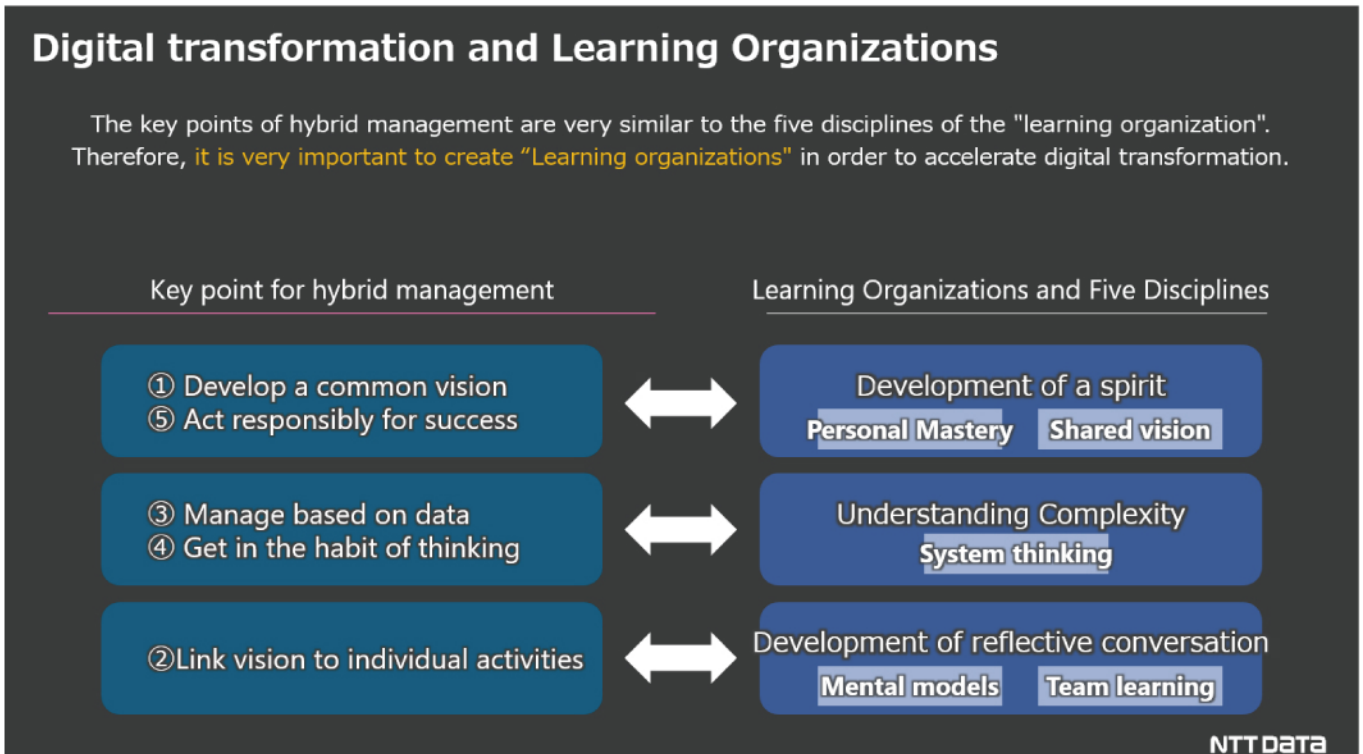 Digital transformation and Learning Organizations
The key points of hybrid management are very similar to the five disciplines of the "learning organization".
Therefore, it is very important to create “Learning organizations" in order to accelerate digital transformation.
Key point for hybrid management
① Develop a common vision
⑤ Act responsibly for success
③ Manage based on data
④ Get in the habit of thinking
②Link vision to individual activities
Learning Organizations and Five Disciplines
Development of a spirit
Personal Mastery Shared vision
Understanding Complexity
System thinking
Development of reflective conversation
Mental models Team learning
NTT DATA